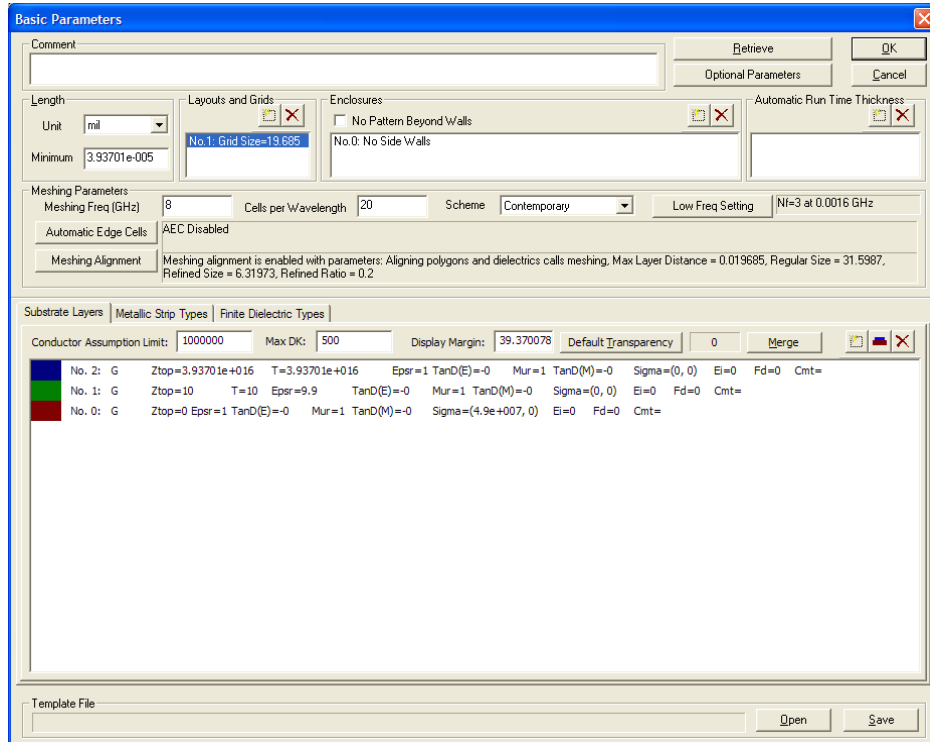 Basic Parameters
Comment
Retrieve
OK
Optional Parameters
Cancel
Length
Unit mil
Minimum 3.93701e-005
Layouts and Grids
No.1: Grid Size=19.685
Enclosures
No Pattern Beyond Walls
No.0: No Side Walls
Automatic Run Time Thickness
Meshing Parameters
Meshing Freq (GHz) 8 Cells per Wavelength 20 Scheme Contemporary Low Freq Setting Nf=3 at 0.0016 GHz
Automatic Edge Cells AEC Disabled
Meshing Alignment Meshing alignment is enabled with parameters: Aligning polygons and dielectrics calls meshing, Max Layer Distance = 0.019685, Regular Size = 31.5987,
Refined Size = 6.31973, Refined Ratio = 0.2
Substrate Layers Metallic Strip Types Finite Dielectric Types
Conductor Assumption Limit: 1000000 Max DK: 500 Display Margin: 39.370078 Default Transparency 0 Merge
No. 2: G Ztop=3.93701e+016 T=3.93701e+016 Epsr=1 TanD(E)=-0 Mur=1 TanD(M)=-0 Sigma=(0, 0) Ei=0 Fd=0 Cmt=
No. 1: G Ztop=10 T=10 Epsr=9.9 TanD(E)=-0 Mur=1 TanD(M)=-0 Sigma=(0, 0) Ei=0 Fd=0 Cmt=
No. 0: G Ztop=0 Epsr=1 TanD(E)=-0 Mur=1 TanD(M)=-0 Sigma=(4.9e+007, 0) Ei=0 Fd=0 Cmt=
Template File
Open Save